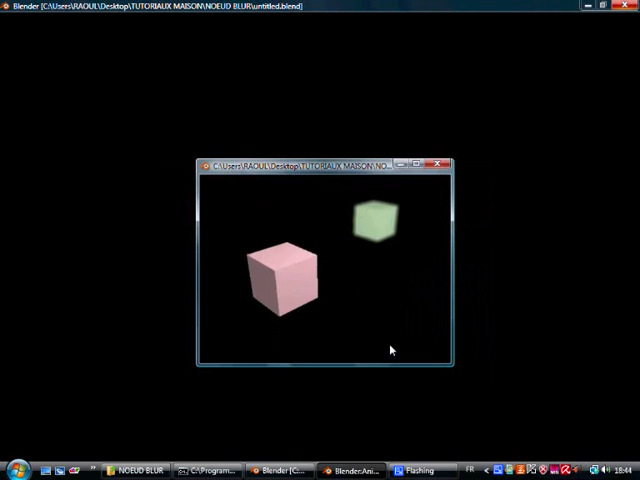 Blender [C:\Users\RAOUL\Desktop\TUTORIAUX MAISON\NOEUD BLUR\untitled.blend]
C:\Users\RAOUL\Desktop\TUTORIAUX MAISON\NO...
NOEUD BLUR
C:\Program...
Blender [C:...
Blender:Ani...
Flashing
FR
18:44